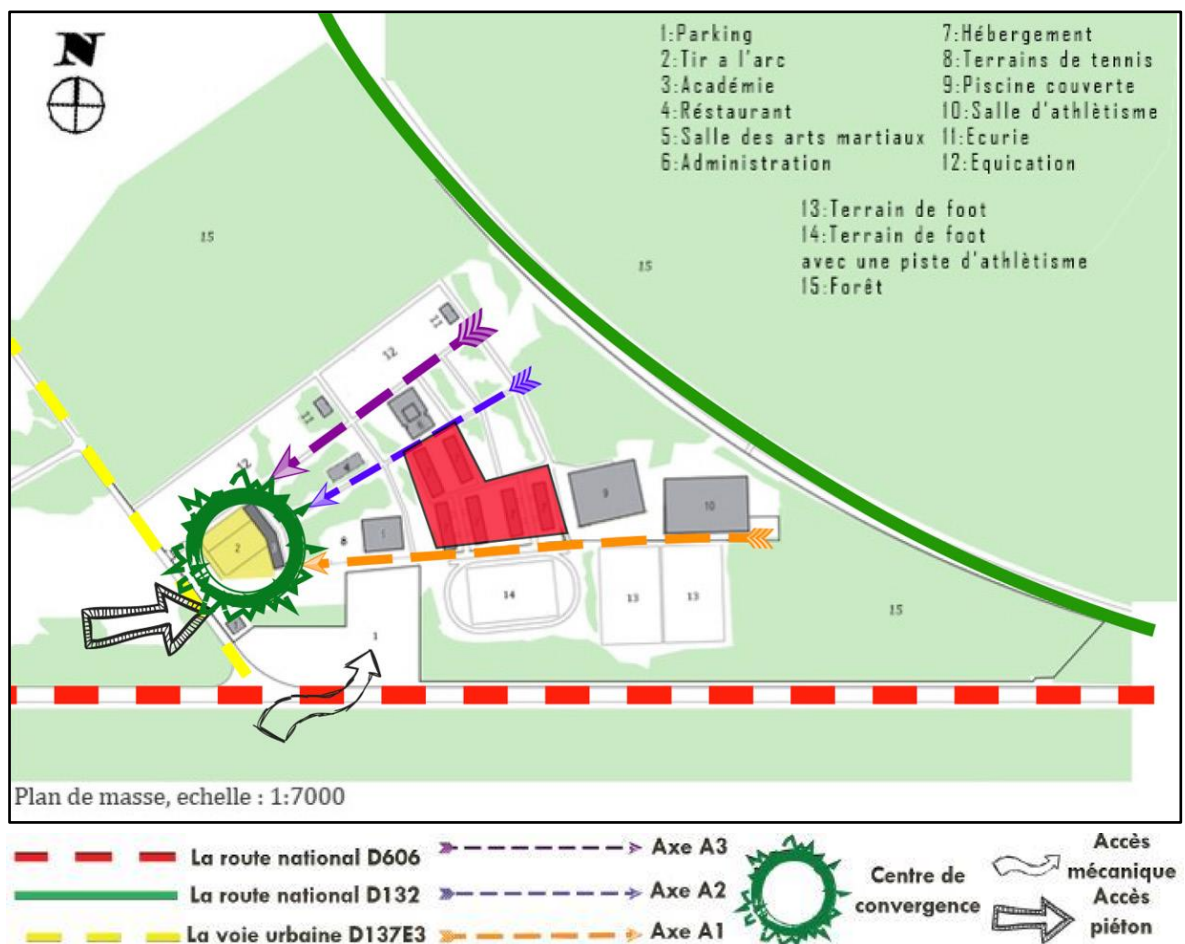 N
1:Parking
2:Tir a l'arc
3:Académie
4:Réstaurant
5:Salle des arts martiaux
6:Administration
7:Hébergement
8:Terrains de tennis
9:Piscine couverte
10:Salle d'athlètisme
11:Ecurie
12:Equication
13:Terrain de foot
14:Terrain de foot
avec une piste d'athlètisme
15:Forêt
15
15
11
12
11
12
9
10
2
8
1
14
13
13
15
1
Plan de masse, echelle : 1:7000
La route national D606
La route national D132
La voie urbaine D137E3
Axe A3
Axe A2
Axe A1
Centre de
convergence
Accès
mécanique
Accès
piéton